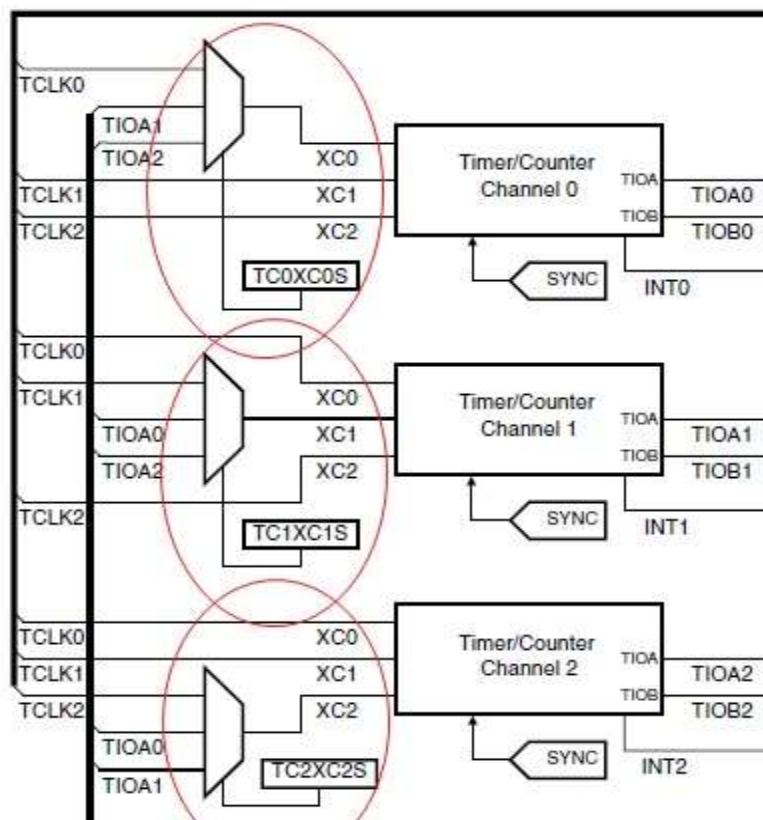 TCLK0
TIOA1
TIOA2
XC0
TCLK1
XC1
TCLK2
XC2
Timer/Counter
Channel 0
TIOA
TIOA0
TIOB
TIOB0
TC0XC0S
SYNC
INT0
TCLK0
TCLK1
XC0
TIOA0
XC1
TIOA2
XC2
TCLK2
Timer/Counter
Channel 1
TIOA
TIOA1
TIOB
TIOB1
TC1XC1S
SYNC
INT1
TCLK0
XC0
TCLK1
XC1
TCLK2
XC2
TIOA0
TIOA1
Timer/Counter
Channel 2
TIOA
TIOA2
TIOB
TIOB2
TC2XC2S
SYNC
INT2